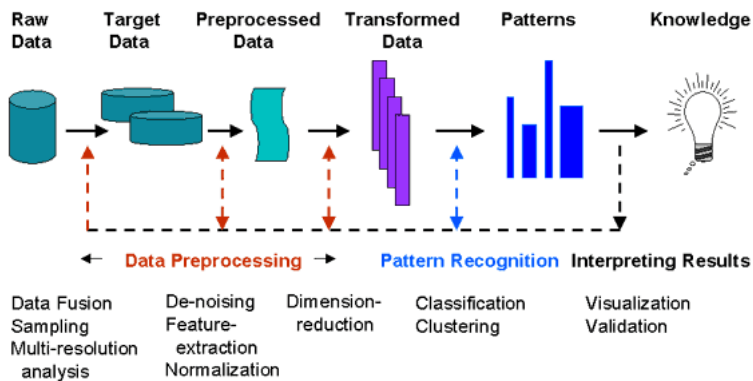 Raw Data
Target Data
Preprocessed Data
Transformed Data
Patterns
Knowledge
Data Preprocessing
Pattern Recognition
Interpreting Results
Data Fusion
Sampling
Multi-resolution
analysis
De-noising
Feature-
extraction
Normalization
Dimension-
reduction
Classification
Clustering
Visualization
Validation